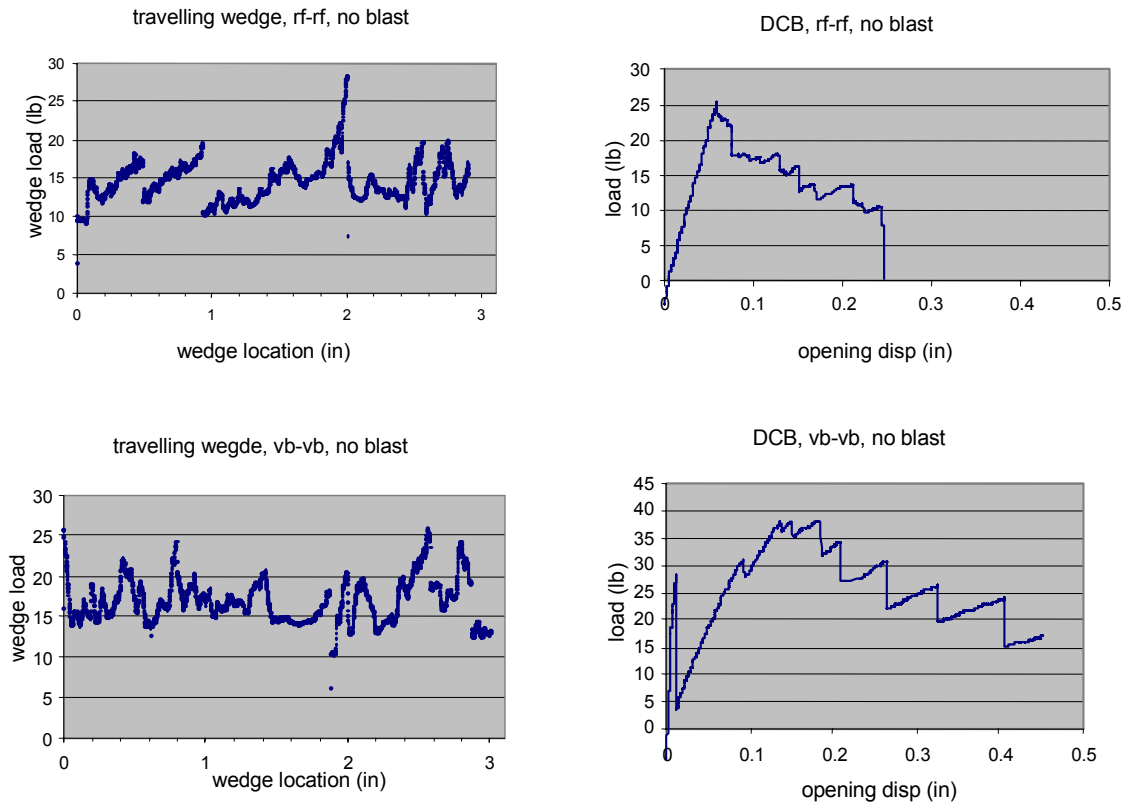 travelling wedge, rf-rf, no blast
wedge load (lb)
30
25
20
15
10
5
0
0 1 2 3
wedge location (in)
DCB, rf-rf, no blast
load (lb)
30
25
20
15
10
5
0
0 0.1 0.2 0.3 0.4 0.5
opening disp (in)
travelling wegde, vb-vb, no blast
wedge load
30
25
20
15
10
5
0
0 1 2 3
wedge location (in)
DCB, vb-vb, no blast
load (lb)
45
40
35
30
25
20
15
10
5
0
0 0.1 0.2 0.3 0.4 0.5
opening disp (in)